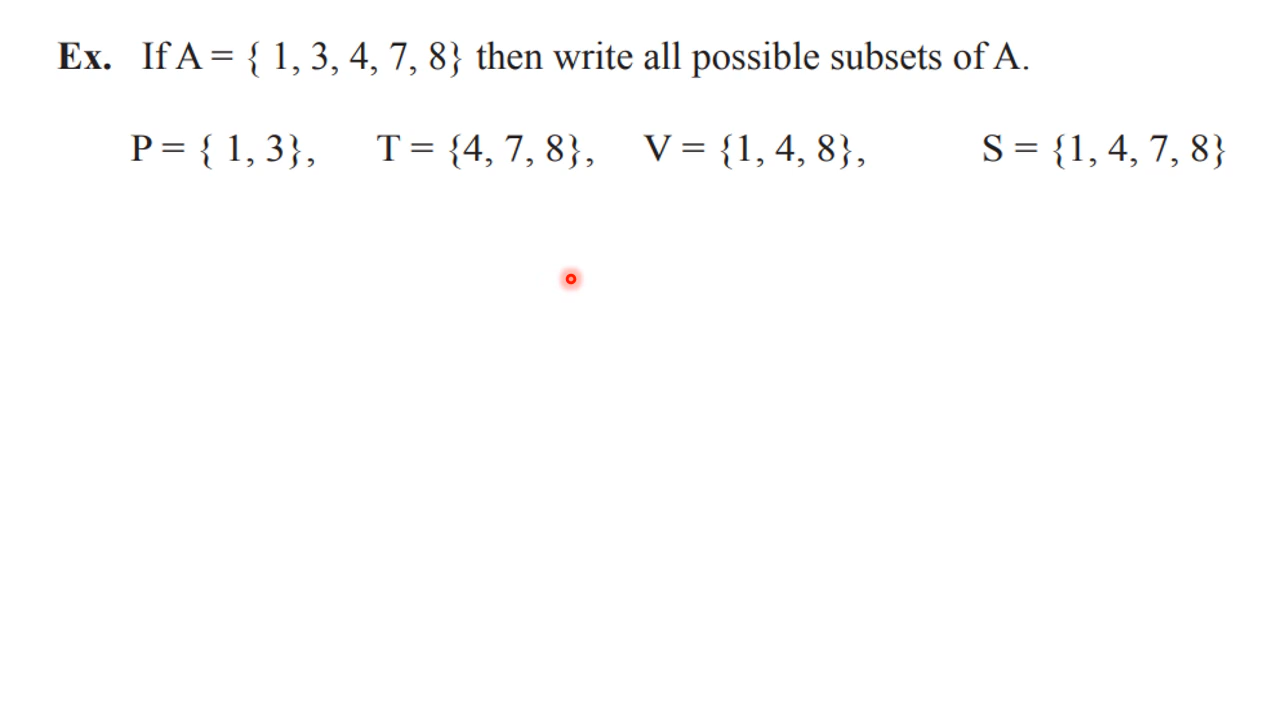 Ex. If A = { 1, 3, 4, 7, 8} then write all possible subsets of A.
P = { 1, 3}, T = {4, 7, 8}, V = {1, 4, 8}, S = {1, 4, 7, 8}